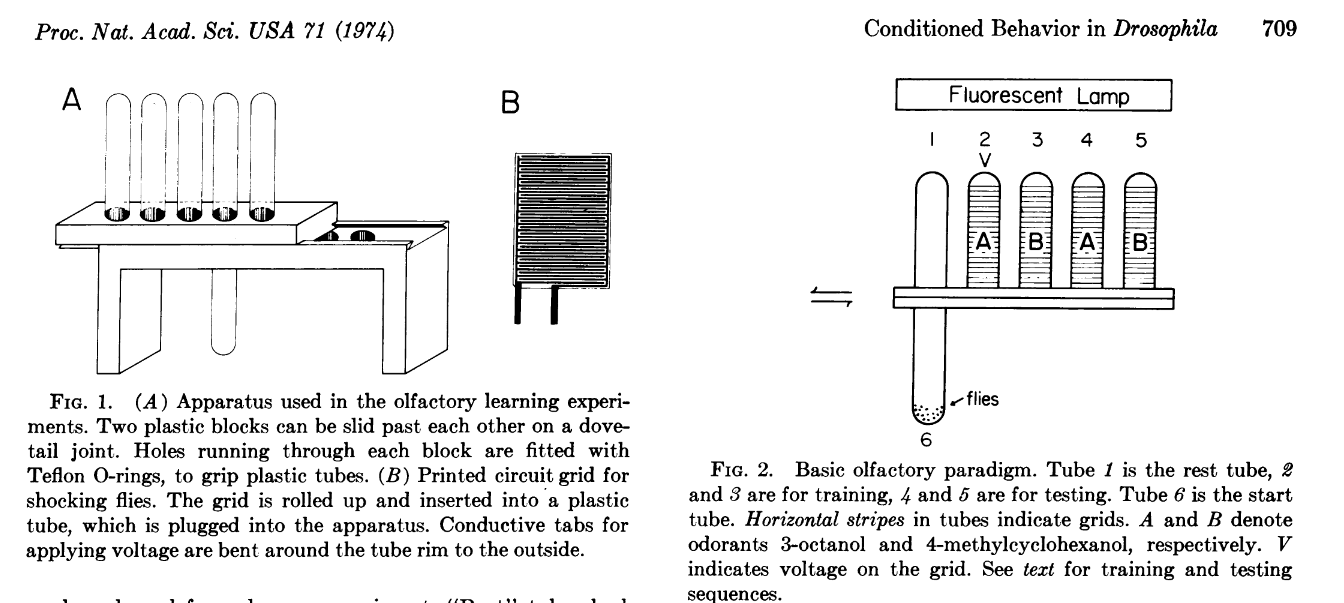 Proc. Nat. Acad. Sci. USA 71 (1974)
A
B
FIG. 1. (A) Apparatus used in the olfactory learning experi-
ments. Two plastic blocks can be slid past each other on a dove-
tail joint. Holes running through each block are fitted with
Teflon O-rings, to grip plastic tubes. (B) Printed circuit grid for
shocking flies. The grid is rolled up and inserted into a plastic
tube, which is plugged into the apparatus. Conductive tabs for
applying voltage are bent around the tube rim to the outside.
Conditioned Behavior in Drosophila 709
Fluorescent Lamp
1 2 3 4 5
V
A B A B
flies
6
FIG. 2. Basic olfactory paradigm. Tube 1 is the rest tube, 2
and 3 are for training, 4 and 5 are for testing. Tube 6 is the start
tube. Horizontal stripes in tubes indicate grids. A and B denote
odorants 3-octanol and 4-methylcyclohexanol, respectively. V
indicates voltage on the grid. See text for training and testing
sequences.